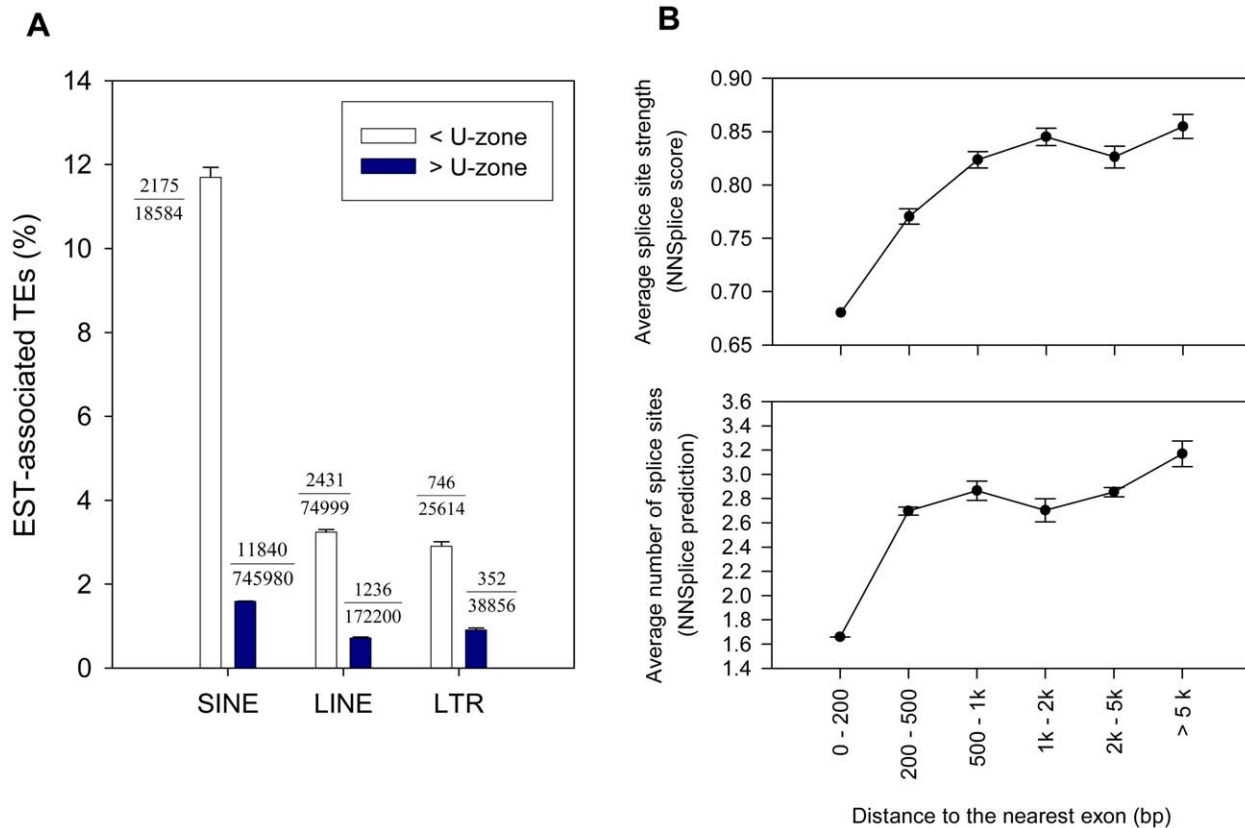 A
EST-associated TEs (%)
14
12
10
8
6
4
2
0
< U-zone
> U-zone
2175
18584
11840
745980
2431
74999
1236
172200
746
25614
352
38856
SINE
LINE
LTR
B
Average splice site strength
(NNSplice score)
0.90
0.85
0.80
0.75
0.70
0.65
Average number of splice sites
(NNSplice prediction)
3.6
3.4
3.2
3.0
2.8
2.6
2.4
2.2
2.0
1.8
1.6
1.4
0 - 200
200 - 500
500 - 1k
1k - 2k
2k - 5k
> 5 k
Distance to the nearest exon (bp)